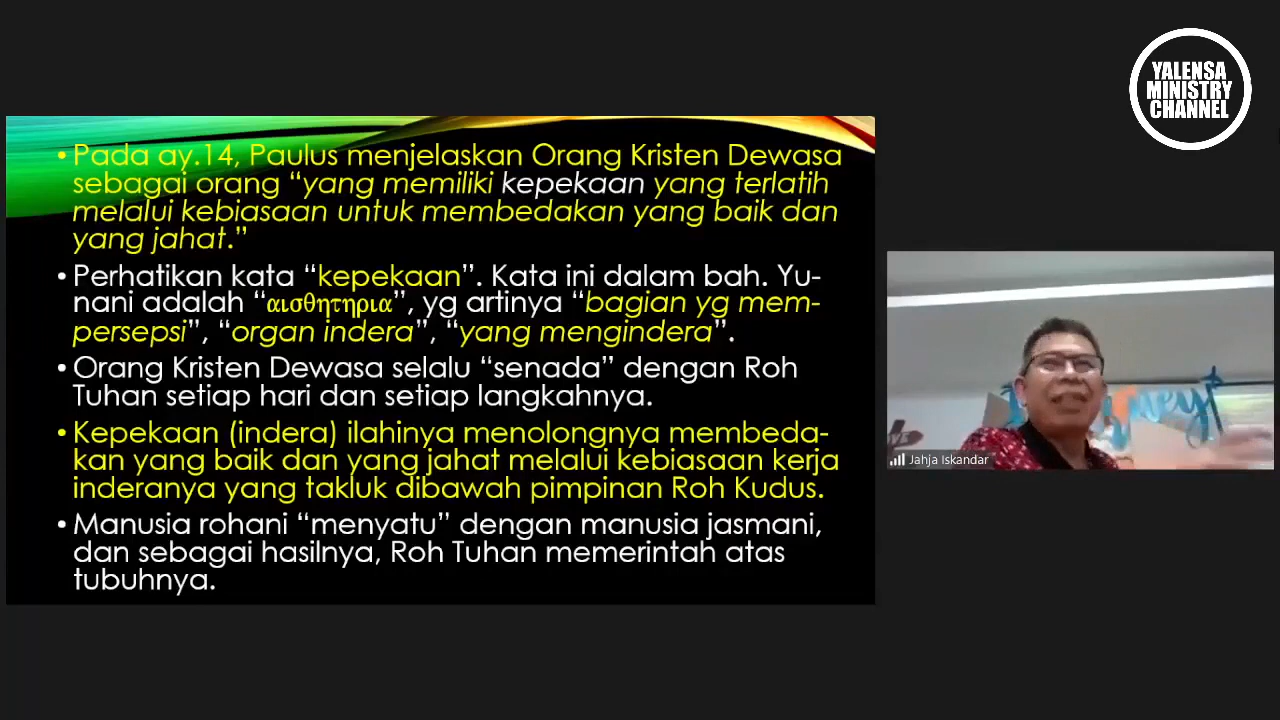 YALENSA
MINISTRY
CHANNEL
• Pada ay.14, Paulus menjelaskan Orang Kristen Dewasa
sebagai orang “yang memiliki kepekaan yang terlatih
melalui kebiasaan untuk membedakan yang baik dan
yang jahat.”
• Perhatikan kata “kepekaan”. Kata ini dalam bah. Yu-
nani adalah “αισθητηρια”, yg artinya “bagian yg mem-
persepsi”, “organ indera”, “yang mengindera”.
• Orang Kristen Dewasa selalu “senada” dengan Roh
Tuhan setiap hari dan setiap langkahnya.
• Kepekaan (indera) ilahinya menolongnya membeda-
kan yang baik dan yang jahat melalui kebiasaan kerja
inderanya yang takluk dibawah pimpinan Roh Kudus.
• Manusia rohani “menyatu” dengan manusia jasmani,
dan sebagai hasilnya, Roh Tuhan memerintah atas
tubuhnya.
Jahja Iskandar